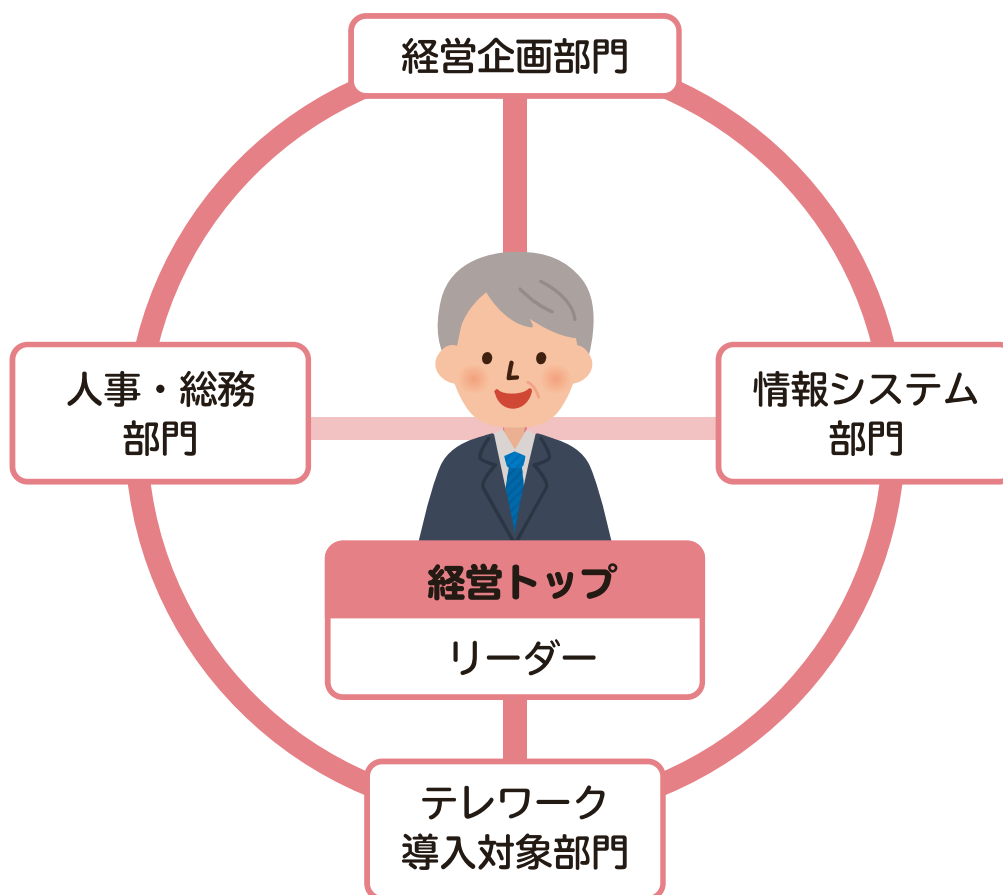 経営企画部門
人事・総務
部門
情報システム
部門
経営トップ
リーダー
テレワーク
導入対象部門